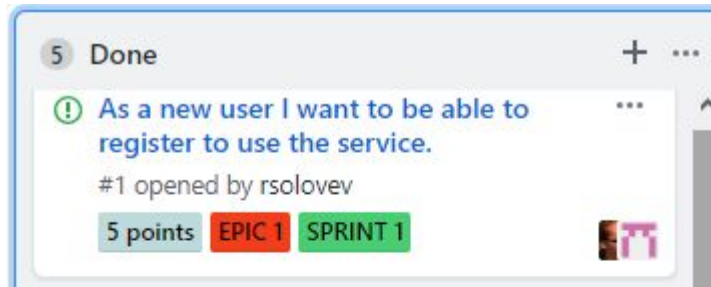 5 Done
As a new user I want to be able to
register to use the service.
#1 opened by rsolovev
5 points EPIC 1 SPRINT 1